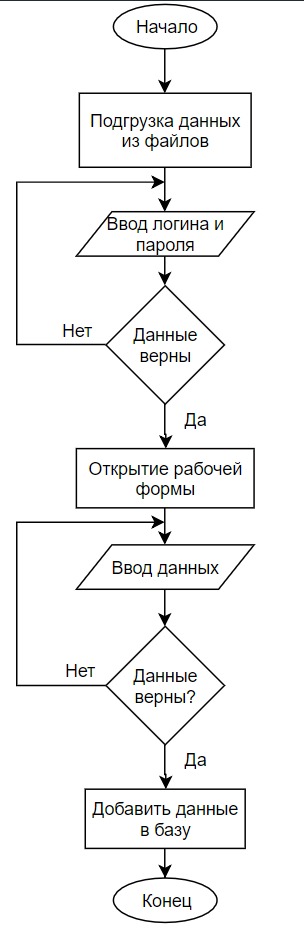 Начало
Подгрузка данных
из файлов
Ввод логина и
пароля
Данные
верны
Нет
Да
Открытие рабочей
формы
Ввод данных
Данные
верны?
Нет
Да
Добавить данные
в базу
Конец